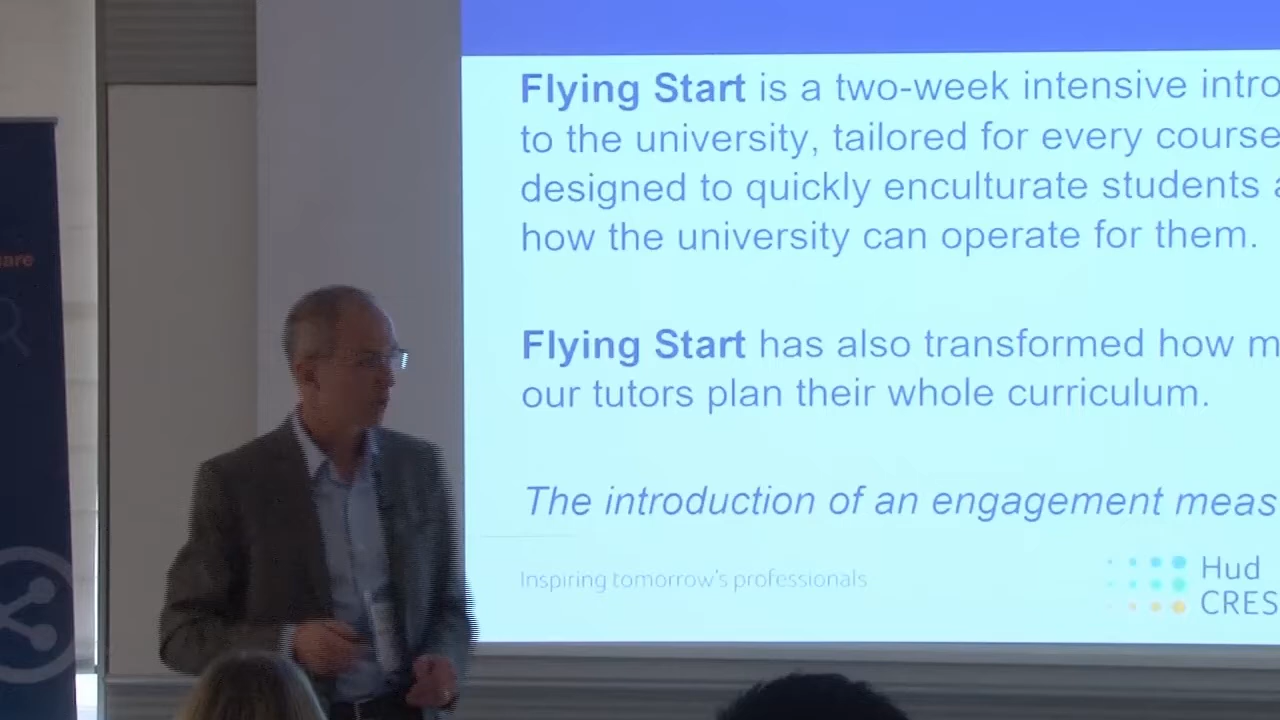 Flying Start is a two-week intensive intro
to the university, tailored for every course
designed to quickly enculturate students a
how the university can operate for them.
Flying Start has also transformed how m
our tutors plan their whole curriculum.
The introduction of an engagement meas
Inspiring tomorrow's professionals
Hud
CRES
are
R